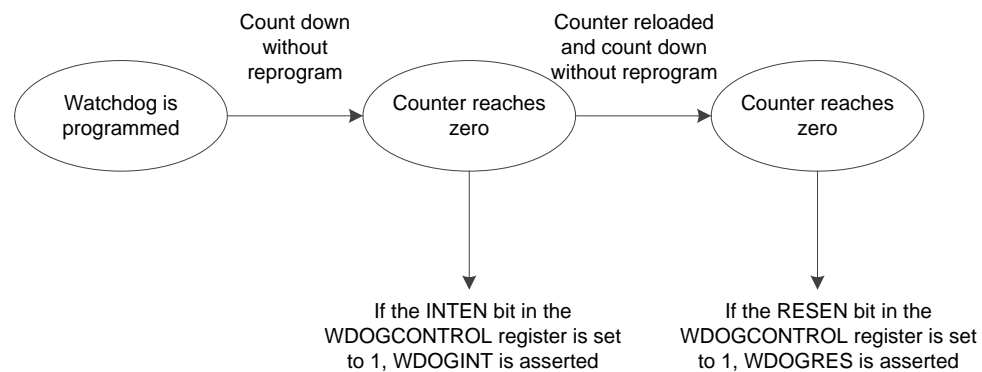 Count down
without
reprogram
Counter reloaded
and count down
without reprogram
Watchdog is
programmed
Counter reaches
zero
Counter reaches
zero
If the INTEN bit in the
WDOGCONTROL register is set
to 1, WDOGINT is asserted
If the RESEN bit in the
WDOGCONTROL register is set
to 1, WDOGRES is asserted